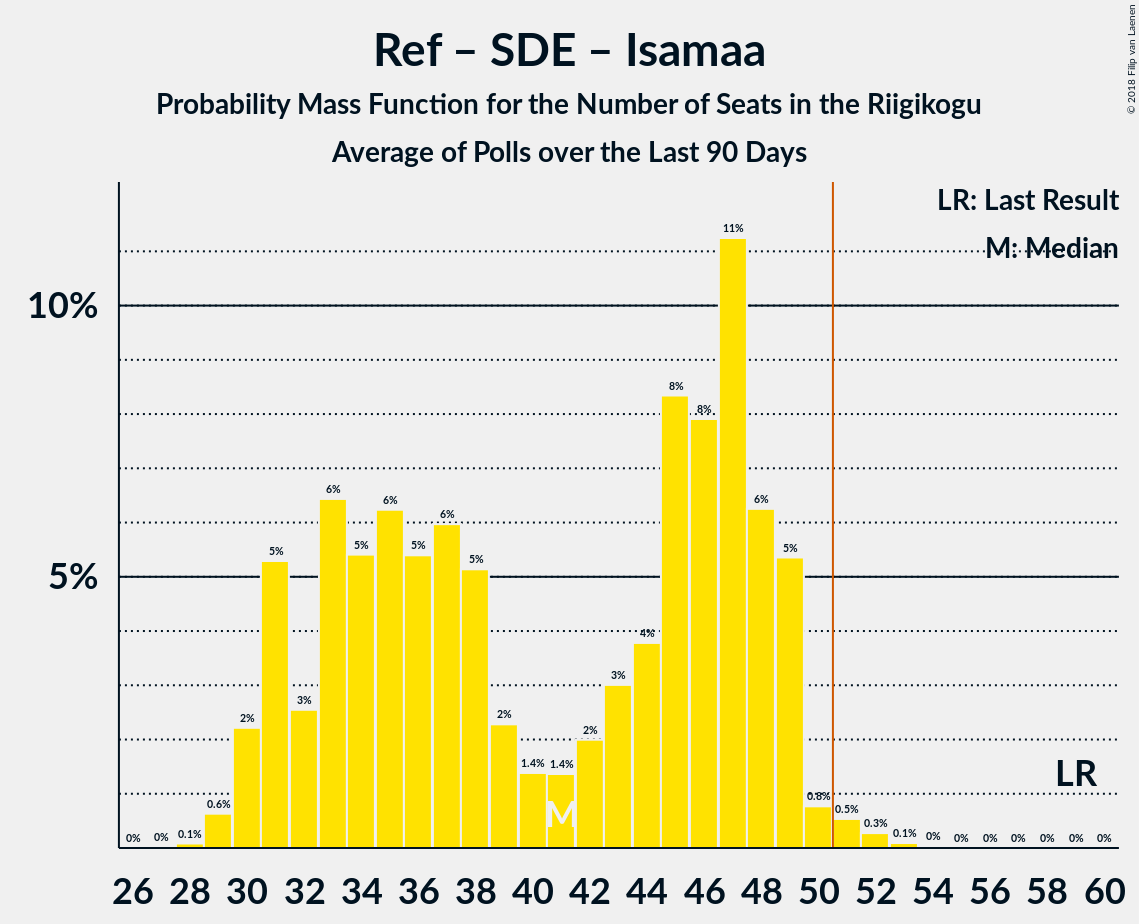 Ref – SDE – Isamaa
Probability Mass Function for the Number of Seats in the Riigikogu
Average of Polls over the Last 90 Days
© 2018 Filip van Laenen
LR: Last Result
M: Median
10%
5%
0% 0% 0.1% 0.6% 2% 5% 3% 6% 5% 6% 5% 6% 5% 2% 1.4% 1.4% 2% 3% 4% 8% 8% 11% 6% 5% 0.8% 0.5% 0.3% 0.1% 0% 0% 0% 0% 0% 0% 0%
M
LR
26 28 30 32 34 36 38 40 42 44 46 48 50 52 54 56 58 60